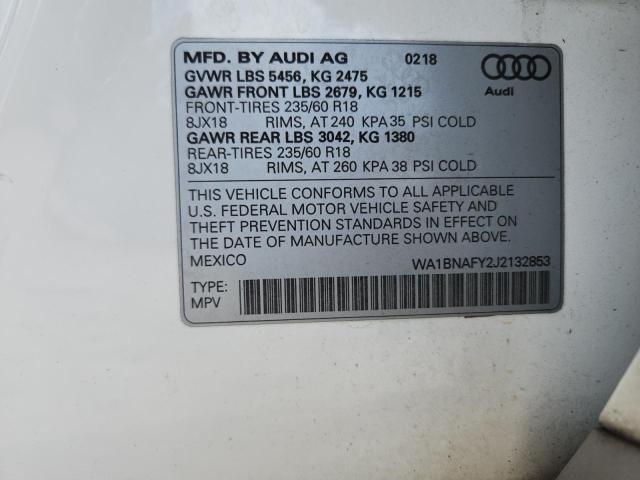 MFD. BY AUDI AG 0218
GVWR LBS 5456, KG 2475
GAWR FRONT LBS 2679, KG 1215
FRONT-TIRES 235/60 R18
8JX18 RIMS, AT 240 KPA 35 PSI COLD
GAWR REAR LBS 3042, KG 1380
REAR-TIRES 235/60 R18
8JX18 RIMS, AT 260 KPA 38 PSI COLD
Audi
THIS VEHICLE CONFORMS TO ALL APPLICABLE
U.S. FEDERAL MOTOR VEHICLE SAFETY AND
THEFT PREVENTION STANDARDS IN EFFECT ON
THE DATE OF MANUFACTURE SHOWN ABOVE.
MEXICO WA1BNAFY2J2132853
TYPE:
MPV